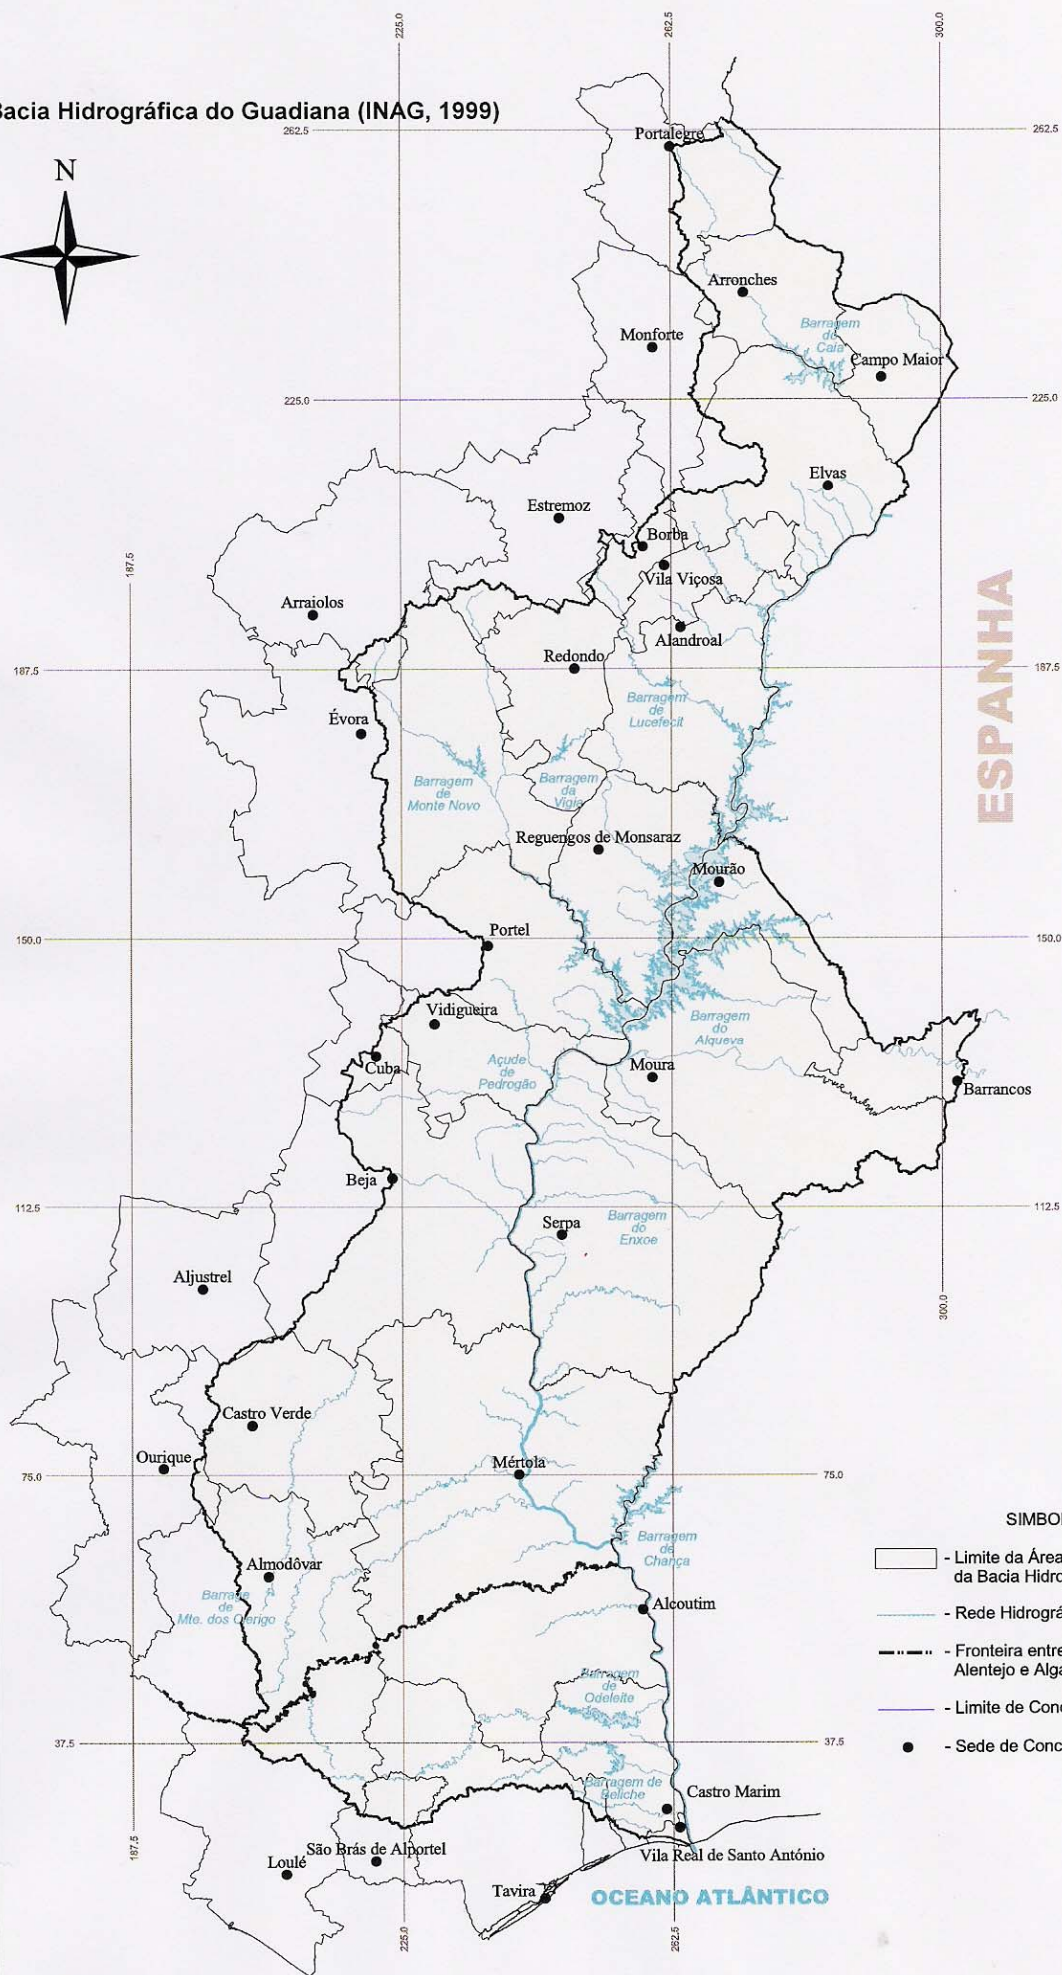 Bacia Hidrográfica do Guadiana (INAG, 1999)
N
225.0
262.5
300.0
262.5
262.5
Portalegre
Arronches
Monforte
Barragem
do
Caia
Campo Maior
225.0
225.0
Elvas
Estremoz
Borba
Vila Viçosa
187.5
Arraiolos
Alandroal
Redondo
187.5
187.5
ESPANHA
Barragem
de
Lucefecit
Évora
Barragem
de
Monte Novo
Barragem
da
Vigia
Reguengos de Monsaraz
Mourão
150.0
150.0
Portel
Vidigueira
Barragem
do
Alqueva
Cuba
Açude
de
Pedrogão
Moura
Barrancos
Beja
112.5
112.5
Serpa
Barragem
do
Enxoe
Aljustrel
300.0
Castro Verde
Ourique
75.0
75.0
Mértola
Barragem
de
Chança
SIMBO
- Limite da Área
da Bacia Hidro
Almodôvar
Barrage
de
Mte. dos Clerigo
Alcoutim
- Rede Hidrográ
- Fronteira entre
Alentejo e Alga
Barragem
de
Odeleite
- Limite de Conc
37.5
37.5
- Sede de Conc
Barragem de
Beliche
Castro Marim
187.5
Vila Real de Santo António
São Brás de Alportel
Loulé
Tavira
OCEANO ATLÂNTICO
225.0
262.5